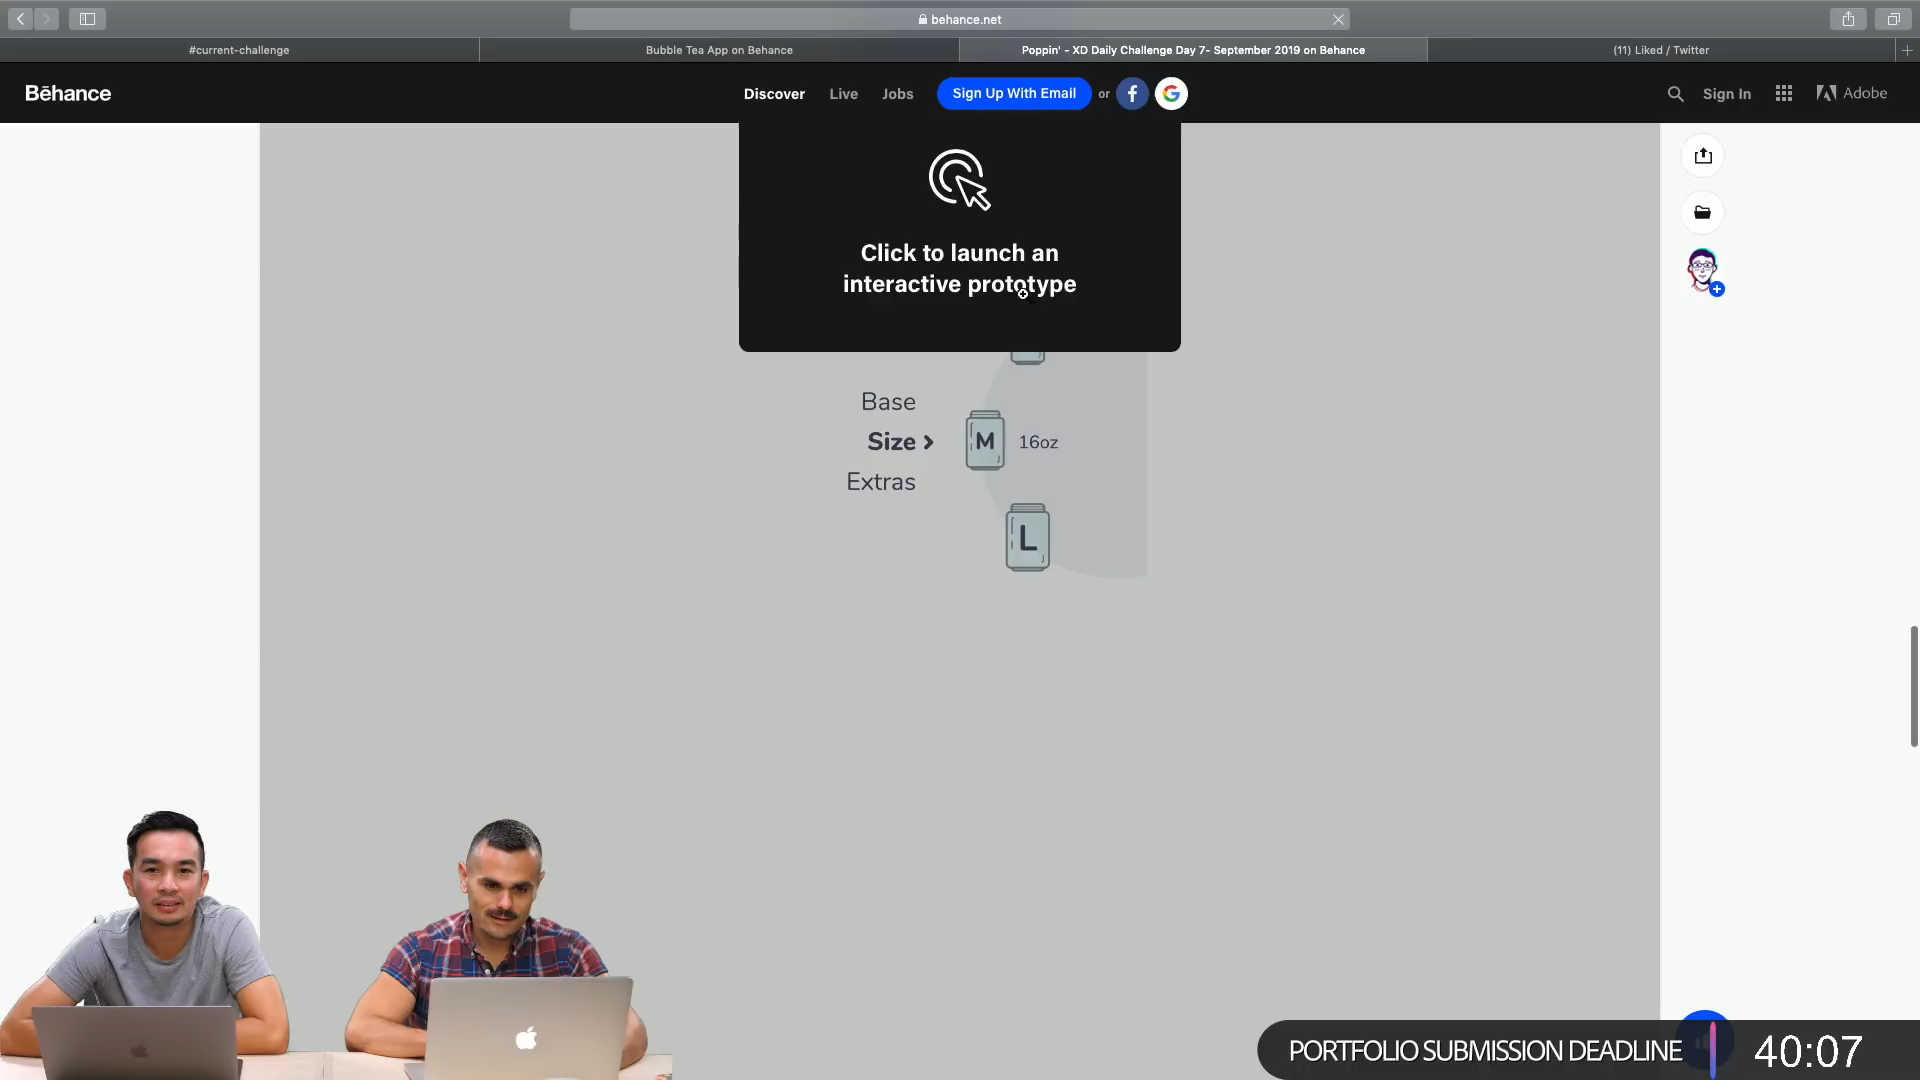 behance.net
#current-challenge
Bubble Tea App on Behance
Poppin' - XD Daily Challenge Day 7- September 2019 on Behance
(11) Liked / Twitter
Bēhance
Discover
Live
Jobs
Sign Up With Email
or
Sign In
Adobe
Click to launch an
interactive prototype
Base
Size
M
16oz
Extras
L
PORTFOLIO SUBMISSION DEADLINE
40:07